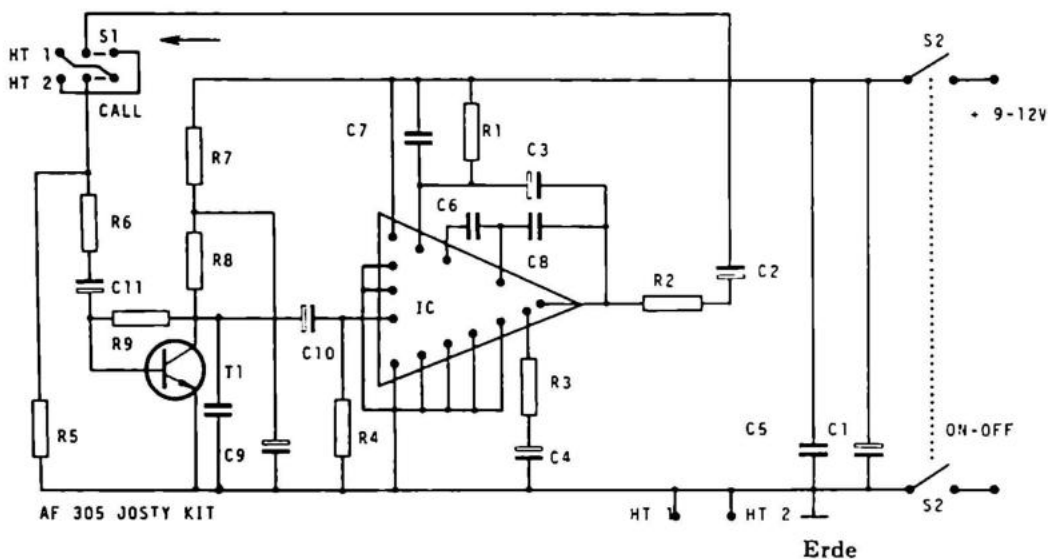 S1
HT 1
HT 2
CALL
S2
+ 9-12V
C7
R1
C3
R7
C6
R6
R8
C8
C2
R2
C11
IC
R9
C10
T1
R3
R5
C9
R4
C4
C5
C1
ON-OFF
S2
AF 305 JOSTY KIT
HT 1
HT 2
Erde